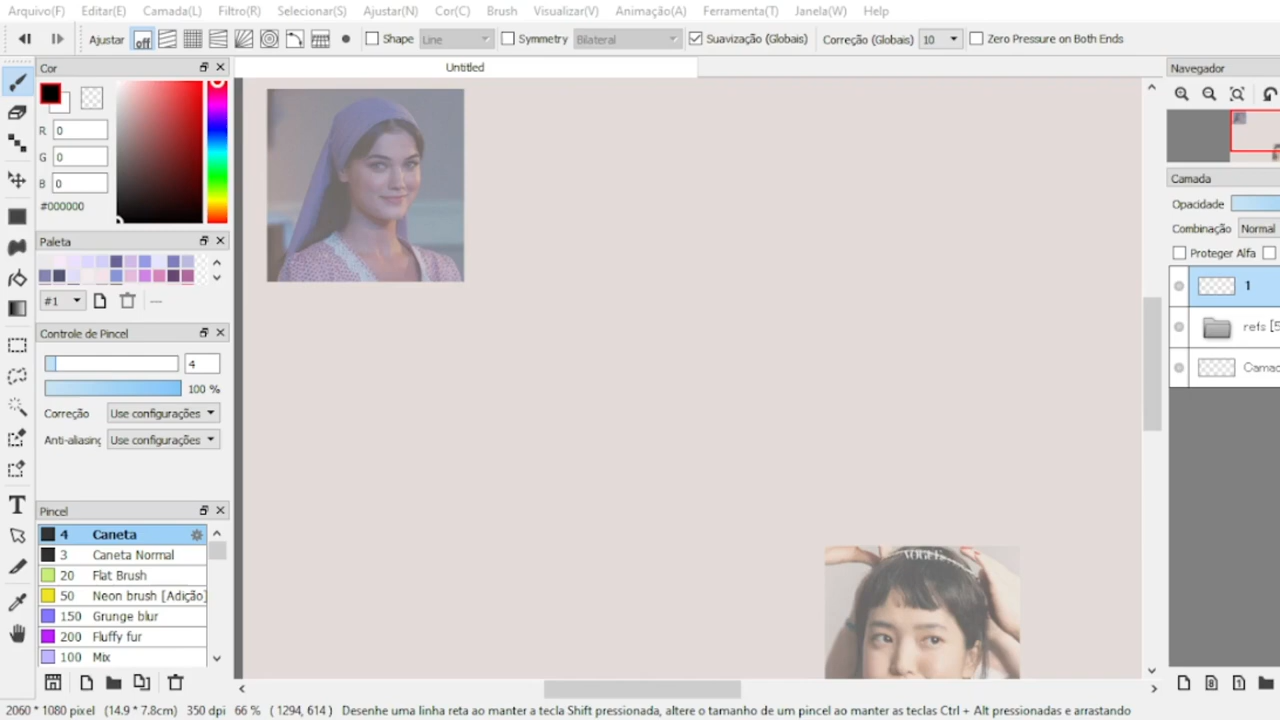 Arquivo(F) Editar(E) Camada(L) Filtro(R) Selecionar(S) Ajustar(N) Cor(C) Brush Visualizar(V) Animação(A) Ferramenta(T) Janela(W) Help
Ajustar off Shape Line Symmetry Bilateral Suavização (Globais) Correção (Globais) 10 Zero Pressure on Both Ends
Cor
Untitled
Navegador
R 0
G 0
B 0
#000000
Paleta
#1
---
Controle de Pincel
4
100 %
Correção Use configurações
Anti-aliasing Use configurações
Pincel
4 Caneta
3 Caneta Normal
20 Flat Brush
50 Neon brush [Adição]
150 Grunge blur
200 Fluffy fur
100 Mix
VOGUE
Camada
Opacidade
Combinação Normal
Proteger Alfa
1
refs [5
Camad
2060 * 1080 pixel (14.9 * 7.8cm) 350 dpi 66 % ( 1294, 614 ) Desenhe uma linha reta ao manter a tecla Shift pressionada, altere o tamanho de um pincel ao manter as teclas Ctrl + Alt pressionadas e arrastando